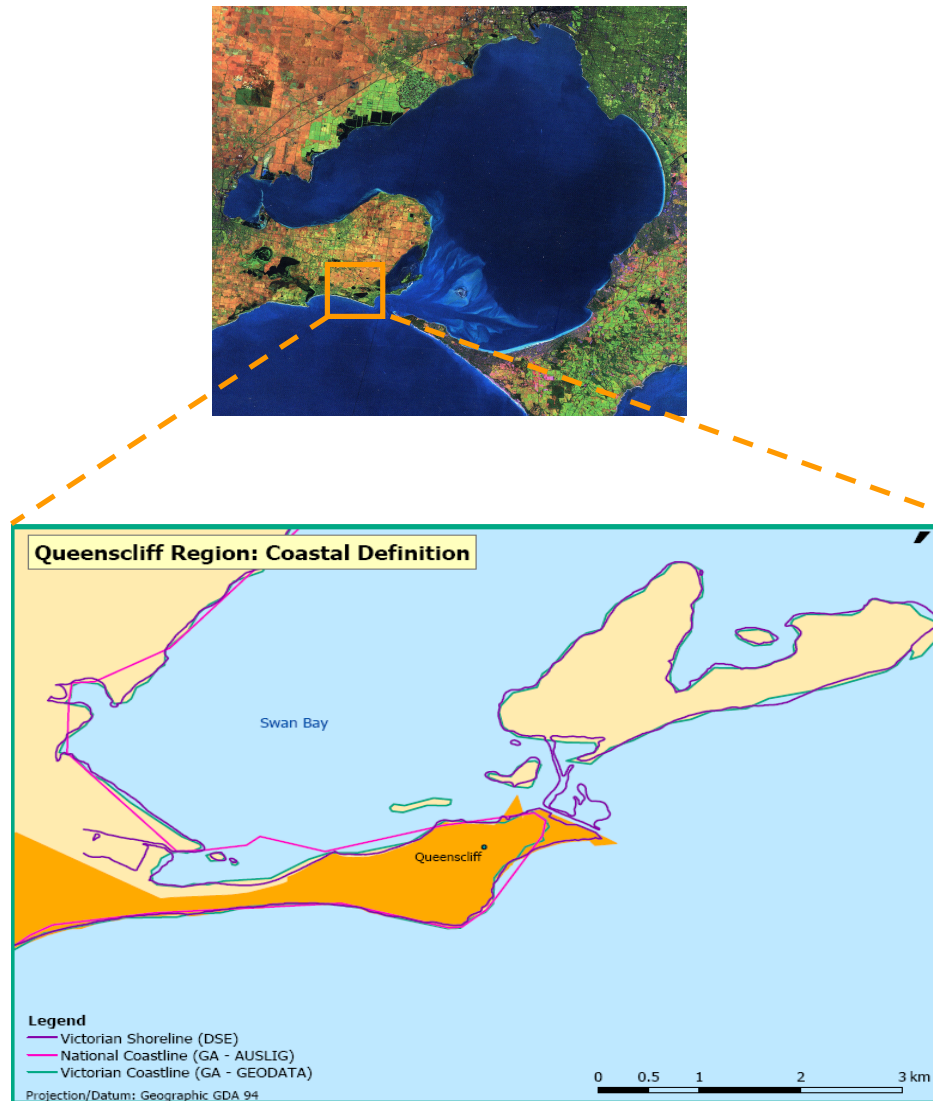 Queenscliff Region: Coastal Definition
Swan Bay
Queenscliff
Legend
Victorian Shoreline (DSE)
National Coastline (GA - AUSLIG)
Victorian Coastline (GA - GEODATA)
Projection/Datum: Geographic GDA 94
0 0.5 1 2 3 km